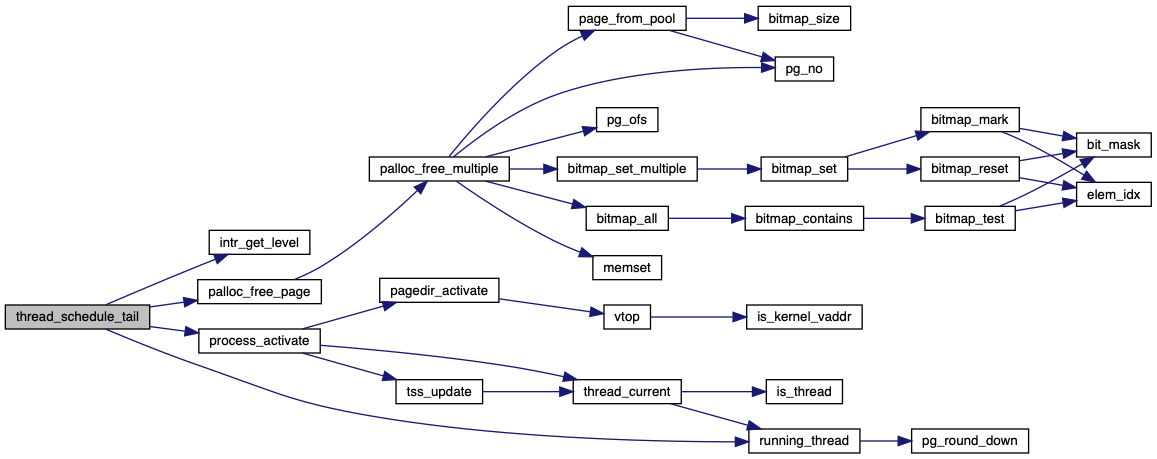 page_from_pool
bitmap_size
pg_no
pg_ofs
bitmap_mark
bit_mask
palloc_free_multiple
bitmap_set_multiple
bitmap_set
bitmap_reset
elem_idx
bitmap_all
bitmap_contains
bitmap_test
intr_get_level
memset
palloc_free_page
pagedir_activate
thread_schedule_tail
vtop
is_kernel_vaddr
process_activate
tss_update
thread_current
is_thread
running_thread
pg_round_down